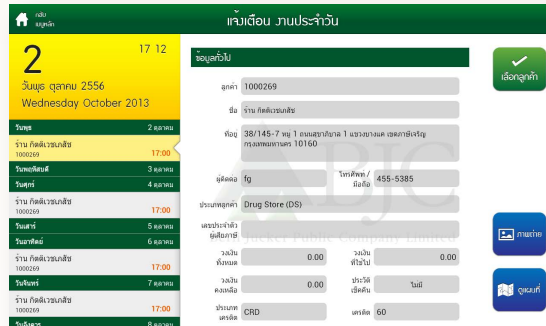 กลับ
เมนูหลัก
แจ้งเตือน งานประจำวัน
2
17 12
วันพุธ ตุลาคม 2556
Wednesday October 2013
วันพุธ 2 ตุลาคม
ร้าน กิตติเวชเภสัช
1000269 17:00
วันพฤหัสบดี 3 ตุลาคม
วันศุกร์ 4 ตุลาคม
ร้าน กิตติเวชเภสัช
1000269 17:00
วันเสาร์ 5 ตุลาคม
วันอาทิตย์ 6 ตุลาคม
ร้าน กิตติเวชเภสัช
1000269 17:00
วันจันทร์ 7 ตุลาคม
ร้าน กิตติเวชเภสัช
1000269 17:00
วันอังคาร 8 ตุลาคม
ข้อมูลทั่วไป
ลูกค้า 1000269
ชื่อ ร้าน กิตติเวชเภสัช
ที่อยู่ 38/145-7 หมู่ 1 ถนนสุขาภิบาล 1 แขวงบางแค เขตภาษีเจริญ
กรุงเทพมหานคร 10160
ผู้ติดต่อ fg
โทรศัพท์ /
มือถือ 455-5385
ประเภทลูกค้า Drug Store (DS)
เลขประจำตัว
ผู้เสียภาษี
วงเงิน
ทั้งหมด 0.00
วงเงิน
ที่ใช้ไป 0.00
วงเงิน
คงเหลือ 0.00
ประวัติ
เช็คคืน ไม่มี
ประเภท
เครดิต CRD
เครดิต 60
เลือกลูกค้า
ภาพถ่าย
ดูแผนที่
BJC
Jucker Public Company Limited